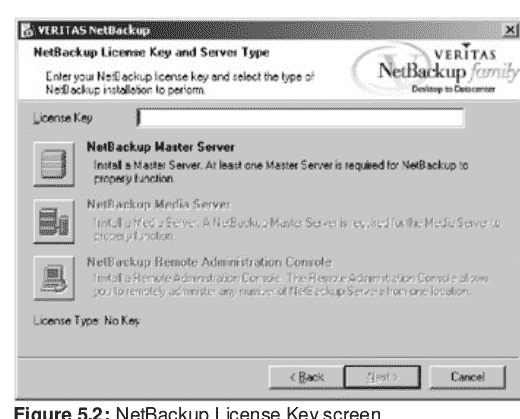 VERITAS NetBackup
NetBackup License Key and Server Type
Enter your NetBackup license key and select the type of
NetBackup installation to perform.
VERITAS
NetBackup family
Desktop to Datacenter
License Key
NetBackup Master Server
Install a Master Server. At least one Master Server is required for NetBackup to
properly function.
NetBackup Media Server
Install a Media Server. A NetBackup Master Server is required for the Media Server to
properly function.
NetBackup Remote Administration Console
Install a Remote Administration Console. The Remote Administration Console allows
you to remotely administer any number of NetBackup Servers from one location.
License Type: No Key
< Back
Next >
Cancel
Figure 5.2: NetBackup License Key screen